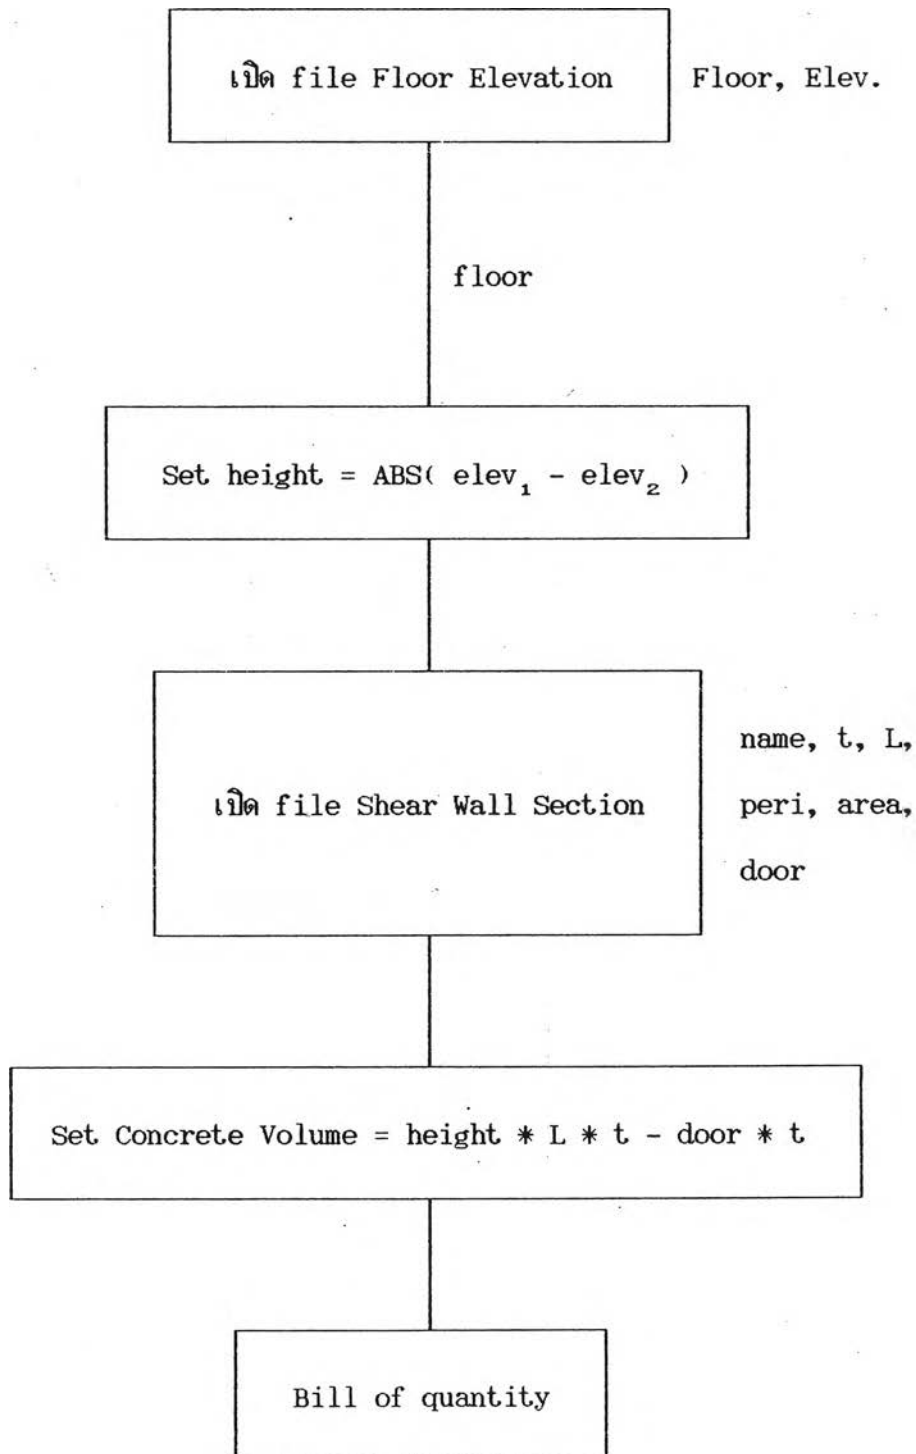 เปิด file Floor Elevation
Floor, Elev.
floor
Set height = ABS( elev₁ - elev₂ )
เปิด file Shear Wall Section
name, t, L,
peri, area,
door
Set Concrete Volume = height * L * t - door * t
Bill of quantity